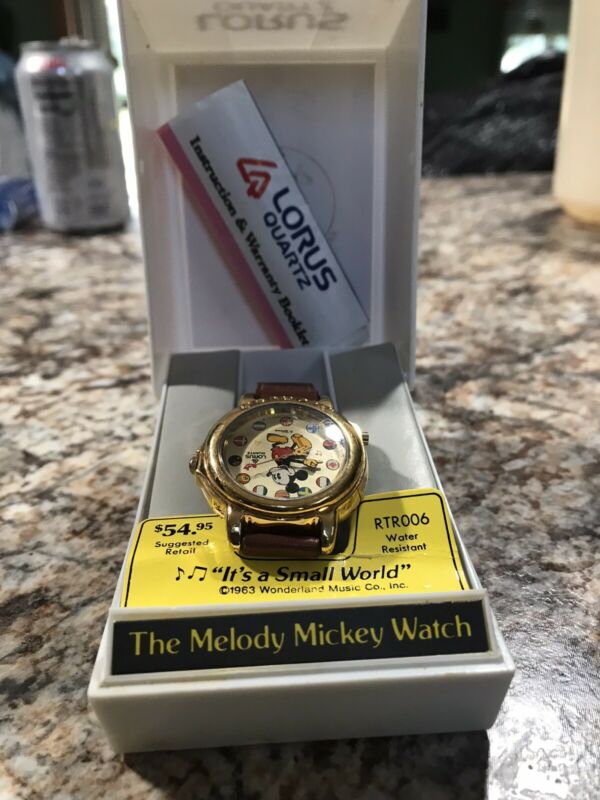 LORUS
QUARTZ
LORUS
QUARTZ
Instruction & Warranty Booklet
LORUS
QUARTZ
$54.95
Suggested
Retail
RTR006
Water
Resistant
"It's a Small World"
©1963 Wonderland Music Co., Inc.
The Melody Mickey Watch